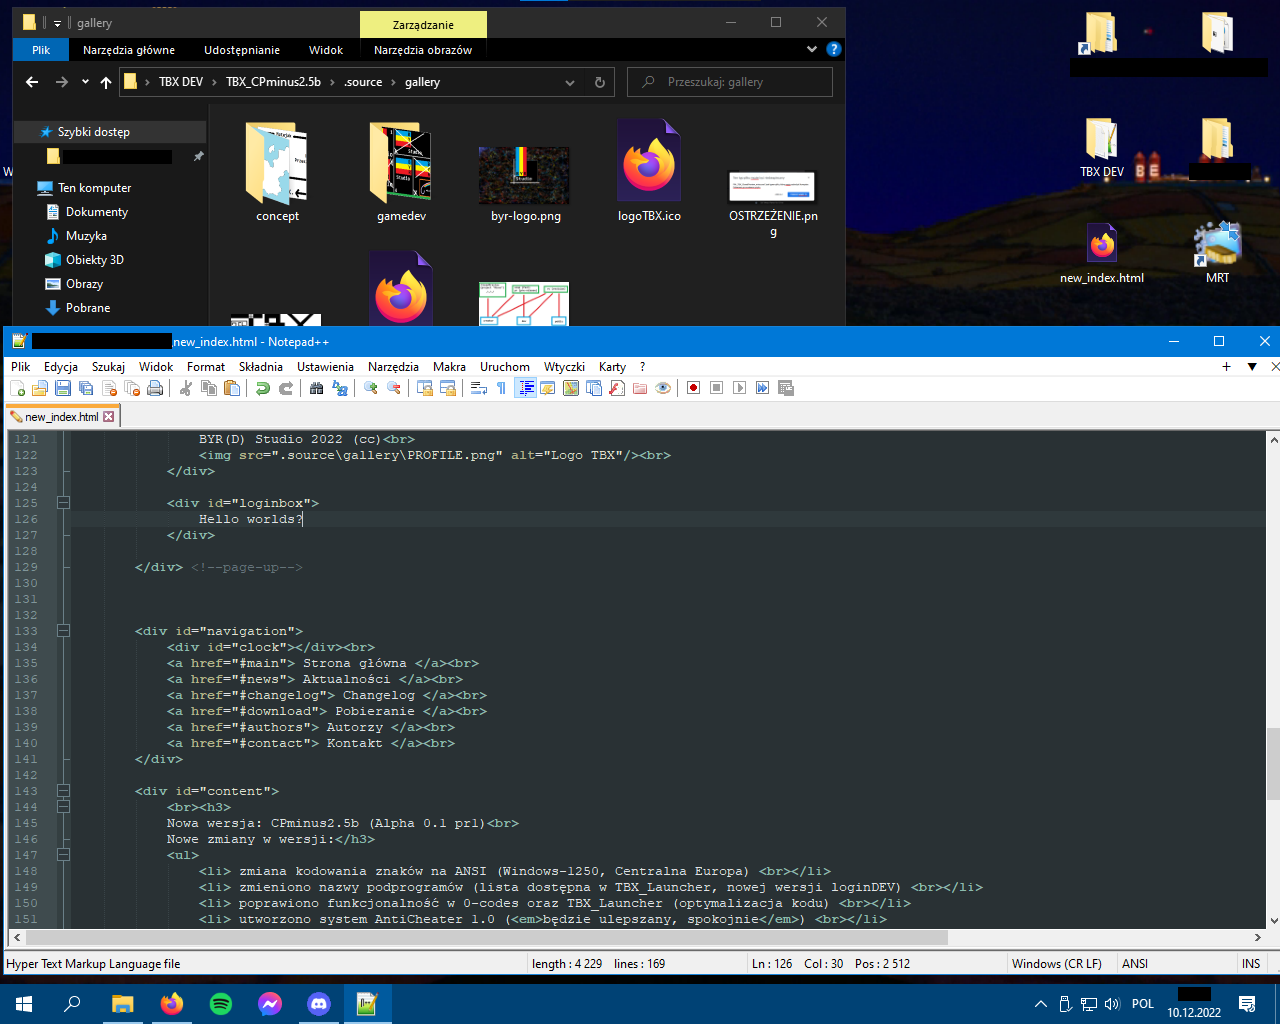 gallery
Zarządzanie
Plik Narzędzia główne Udostępnianie Widok Narzędzia obrazów
TBX DEV › TBX_CPminus2.5b › .source › gallery
Przeszukaj: gallery
Szybki dostęp
Ten komputer
Dokumenty
Muzyka
Obiekty 3D
Obrazy
Pobrane
concept
gamedev
byr-logo.png
logoTBX.ico
OSTRZEŻENIE.pn
g
TBX DEV
BE
new_index.html
MRT
new_index.html - Notepad++
Plik Edycja Szukaj Widok Format Składnia Ustawienia Narzędzia Makra Uruchom Wtyczki Karty ?
new_index.html
121 BYR(D) Studio 2022 (cc)<br>
122 <img src=".source\gallery\PROFILE.png" alt="Logo TBX"/><br>
123 </div>
124
125 <div id="loginbox">
126 Hello worlds?
127 </div>
128
129 </div> <!--page-up-->
130
131
132
133 <div id="navigation">
134 <div id="clock"></div><br>
135 <a href="#main"> Strona główna </a><br>
136 <a href="#news"> Aktualności </a><br>
137 <a href="#changelog"> Changelog </a><br>
138 <a href="#download"> Pobieranie </a><br>
139 <a href="#authors"> Autorzy </a><br>
140 <a href="#contact"> Kontakt </a><br>
141 </div>
142
143 <div id="content">
144 <br><h3>
145 Nowa wersja: CPminus2.5b (Alpha 0.1 pr1)<br>
146 Nowe zmiany w wersji:</h3>
147 <ul>
148 <li> zmiana kodowania znaków na ANSI (Windows-1250, Centralna Europa) <br></li>
149 <li> zmieniono nazwy podprogramów (lista dostępna w TBX_Launcher, nowej wersji loginDEV) <br></li>
150 <li> poprawiono funkcjonalność w 0-codes oraz TBX_Launcher (optymalizacja kodu) <br></li>
151 <li> utworzono system AntiCheater 1.0 (<em>będzie ulepszany, spokojnie</em>) <br></li>
Hyper Text Markup Language file length : 4 229 lines : 169 Ln : 126 Col : 30 Pos : 2 512 Windows (CR LF) ANSI INS
POL
10.12.2022